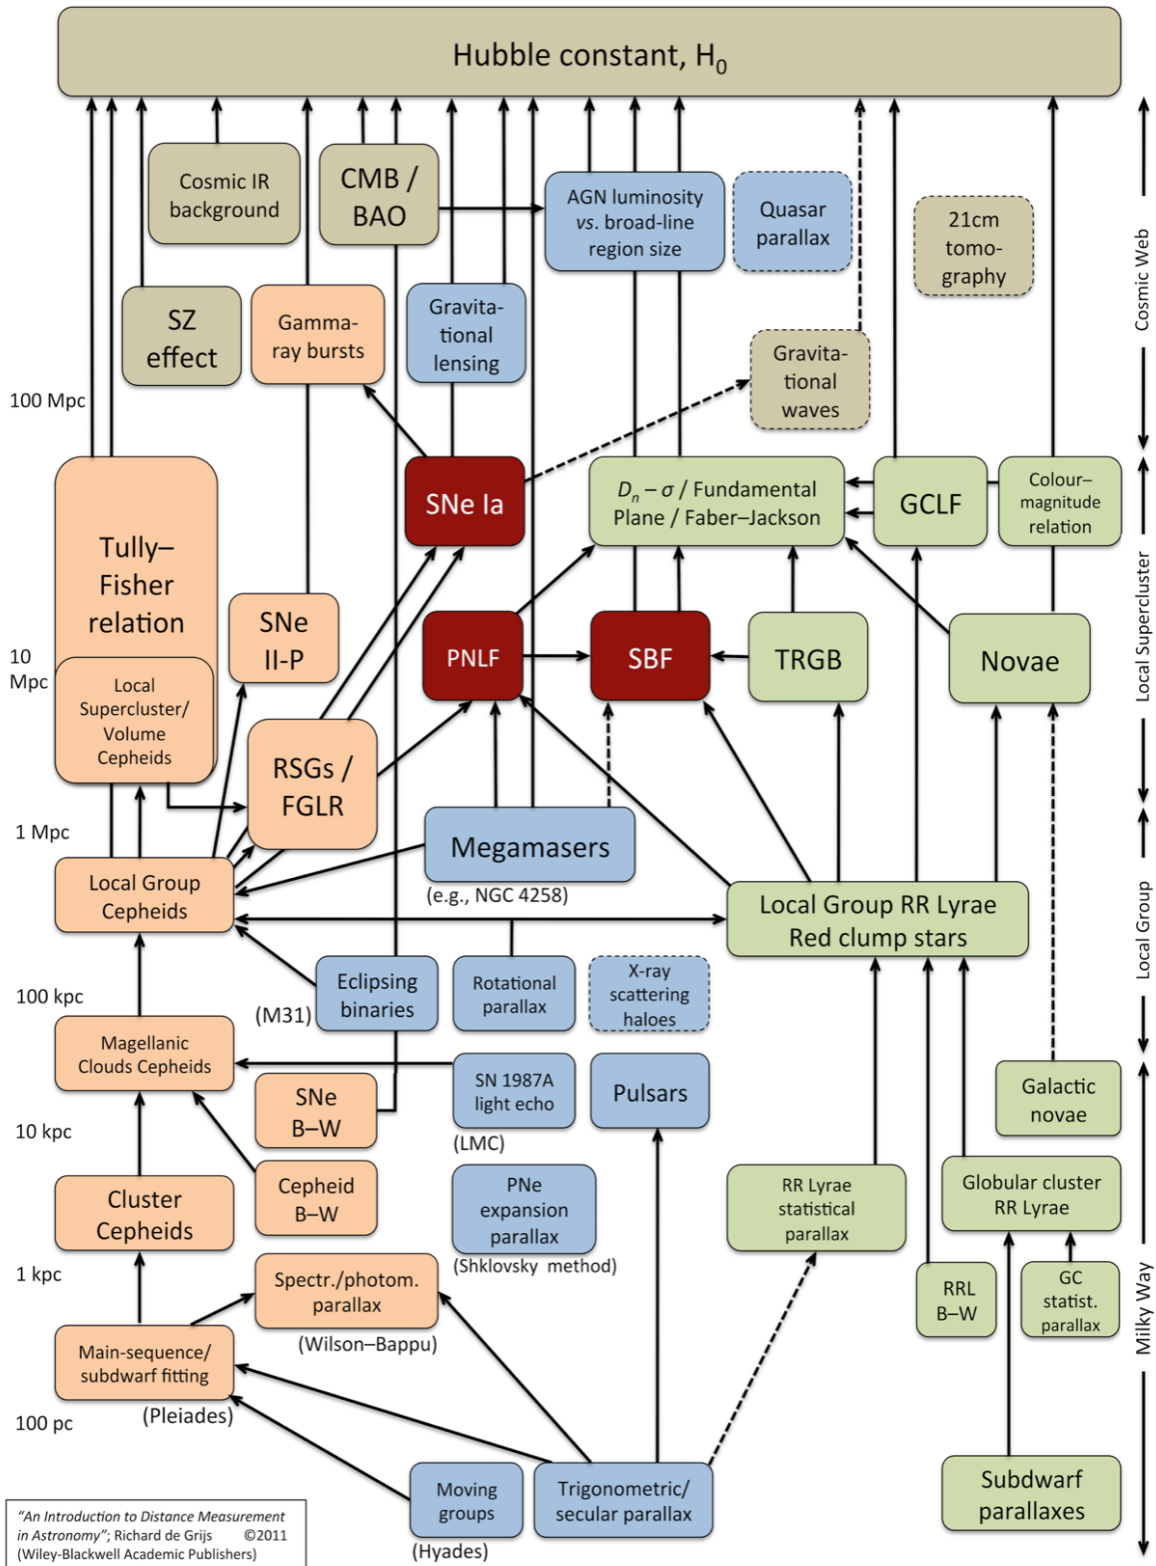 Hubble constant, H₀
Cosmic IR
background
CMB /
BAO
AGN luminosity
vs. broad-line
region size
Quasar
parallax
21cm
tomo-
graphy
SZ
effect
Gamma-
ray bursts
Gravita-
tional
lensing
Gravita-
tional
waves
Cosmic Web
100 Mpc
Tully–
Fisher
relation
SNe Ia
Dₙ – σ / Fundamental
Plane / Faber–Jackson
GCLF
Colour–
magnitude
relation
SNe
II-P
PNLF
SBF
TRGB
Novae
Local Supercluster
10
Mpc
Local
Supercluster/
Volume
Cepheids
RSGs /
FGLR
1 Mpc
Megamasers
(e.g., NGC 4258)
Local Group
Cepheids
Local Group RR Lyrae
Red clump stars
Local Group
Eclipsing
binaries
(M31)
Rotational
parallax
X-ray
scattering
haloes
100 kpc
Magellanic
Clouds Cepheids
SNe
B–W
SN 1987A
light echo
(LMC)
Pulsars
Galactic
novae
10 kpc
Cluster
Cepheids
Cepheid
B–W
PNe
expansion
parallax
(Shklovsky method)
RR Lyrae
statistical
parallax
Globular cluster
RR Lyrae
1 kpc
Spectr./photom.
parallax
(Wilson–Bappu)
RRL
B–W
GC
statist.
parallax
Milky Way
Main-sequence/
subdwarf fitting
(Pleiades)
100 pc
Moving
groups
(Hyades)
Trigonometric/
secular parallax
Subdwarf
parallaxes
"An Introduction to Distance Measurement
in Astronomy"; Richard de Grijs ©2011
(Wiley-Blackwell Academic Publishers)